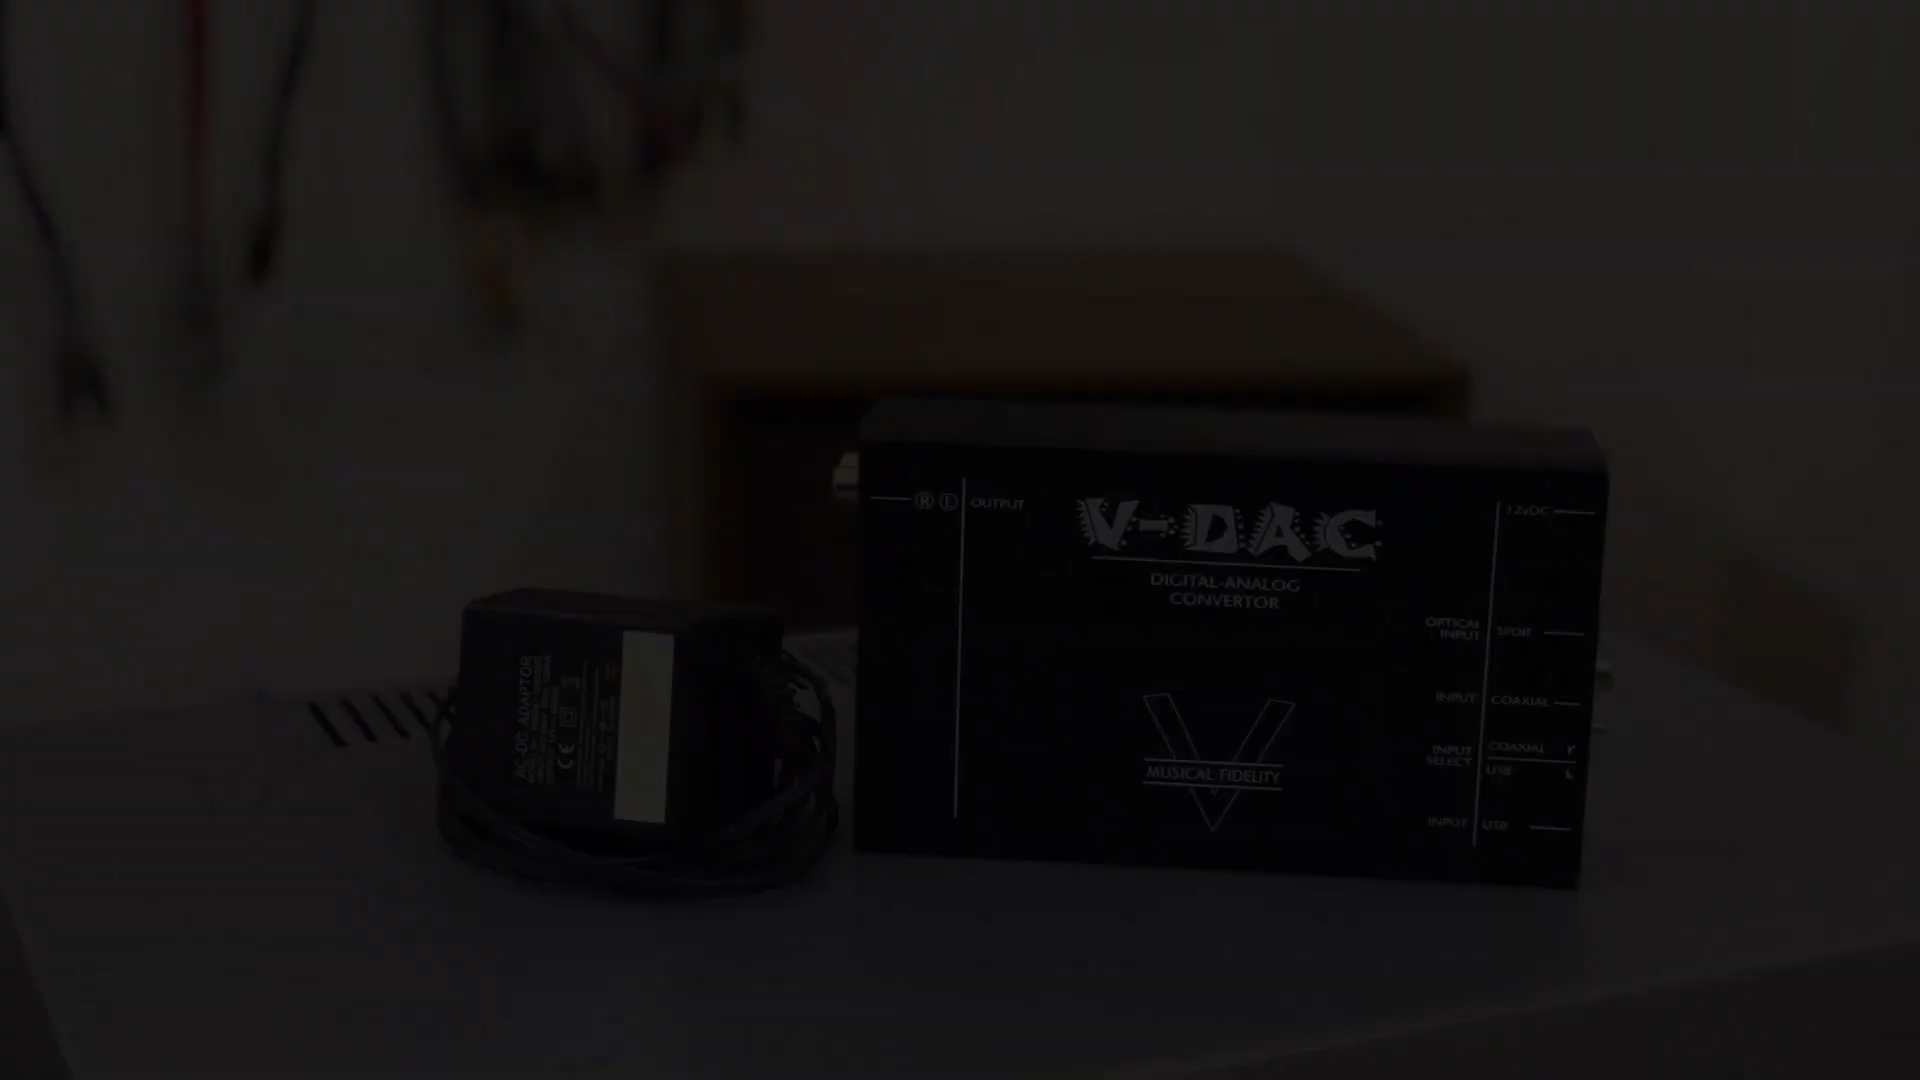 R L OUTPUT
V-DAC
DIGITAL-ANALOG
CONVERTOR
12vDC
OPTICAL
INPUT
SPDIF
INPUT COAXIAL
INPUT
SELECT
COAXIAL
USB
INPUT USB
MUSICAL FIDELITY
V
AC-DC ADAPTOR
CE